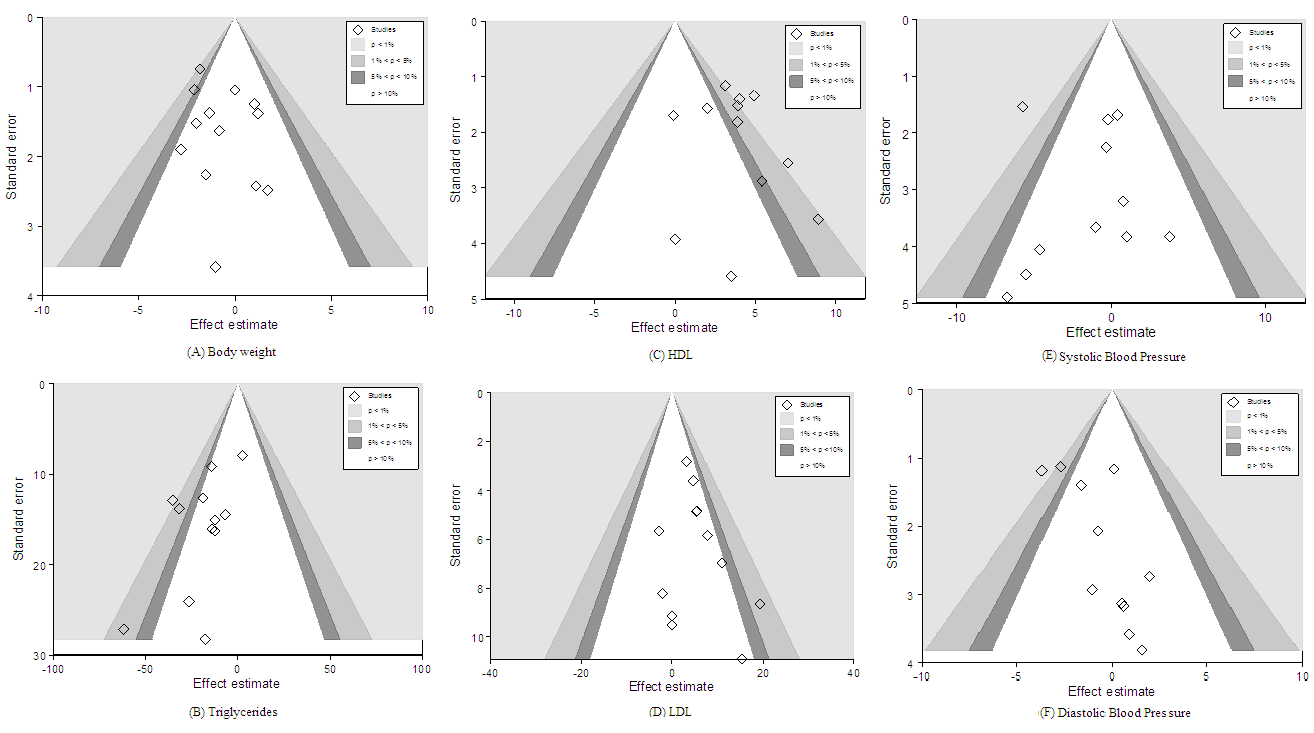 0
1
2
3
4
Standard error
-10
-5
0
5
10
Effect estimate
Studies
p < 1%
1% < p < 5%
5% < p < 10%
p > 10%
(A) Body weight
0
1
2
3
4
5
Standard error
-10
-5
0
5
10
Effect estimate
Studies
p < 1%
1% < p < 5%
5% < p < 10%
p > 10%
(C) HDL
0
1
2
3
4
5
Standard error
-10
0
10
Effect estimate
Studies
p < 1%
1% < p < 5%
5% < p < 10%
p > 10%
(E) Systolic Blood Pressure
0
10
20
30
Standard error
-100
-50
0
50
100
Effect estimate
Studies
p < 1%
1% < p < 5%
5% < p < 10%
p > 10%
(B) Triglycerides
0
2
4
6
8
10
Standard error
-40
-20
0
20
40
Effect estimate
Studies
p < 1%
1% < p < 5%
5% < p < 10%
p > 10%
(D) LDL
0
1
2
3
4
Standard error
-10
-5
0
5
10
Effect estimate
Studies
p < 1%
1% < p < 5%
5% < p < 10%
p > 10%
(F) Diastolic Blood Pressure